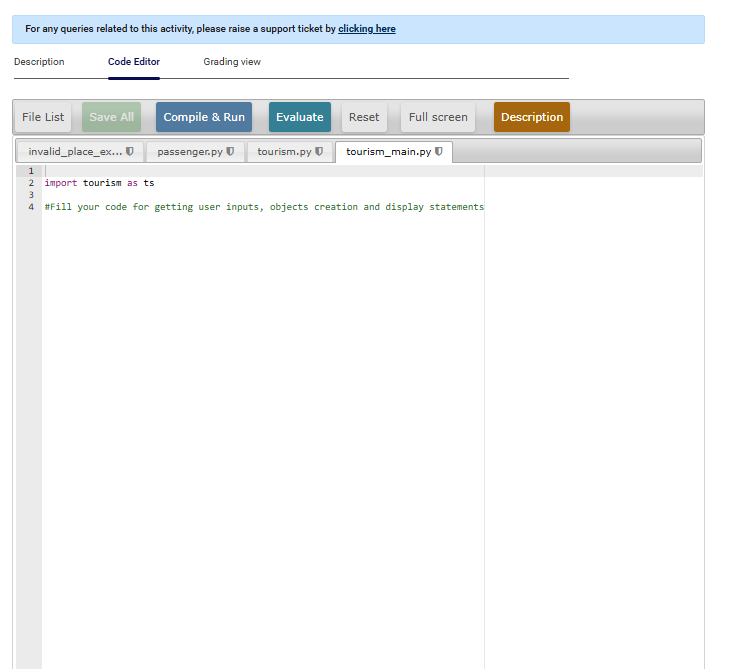 For any queries related to this activity, please raise a support ticket by clicking here
Description Code Editor Grading view
File List Save All Compile & Run Evaluate Reset Full screen Description
invalid_place_ex... passenger.py tourism.py tourism_main.py
1
2 import tourism as ts
3
4 #Fill your code for getting user inputs, objects creation and display statements